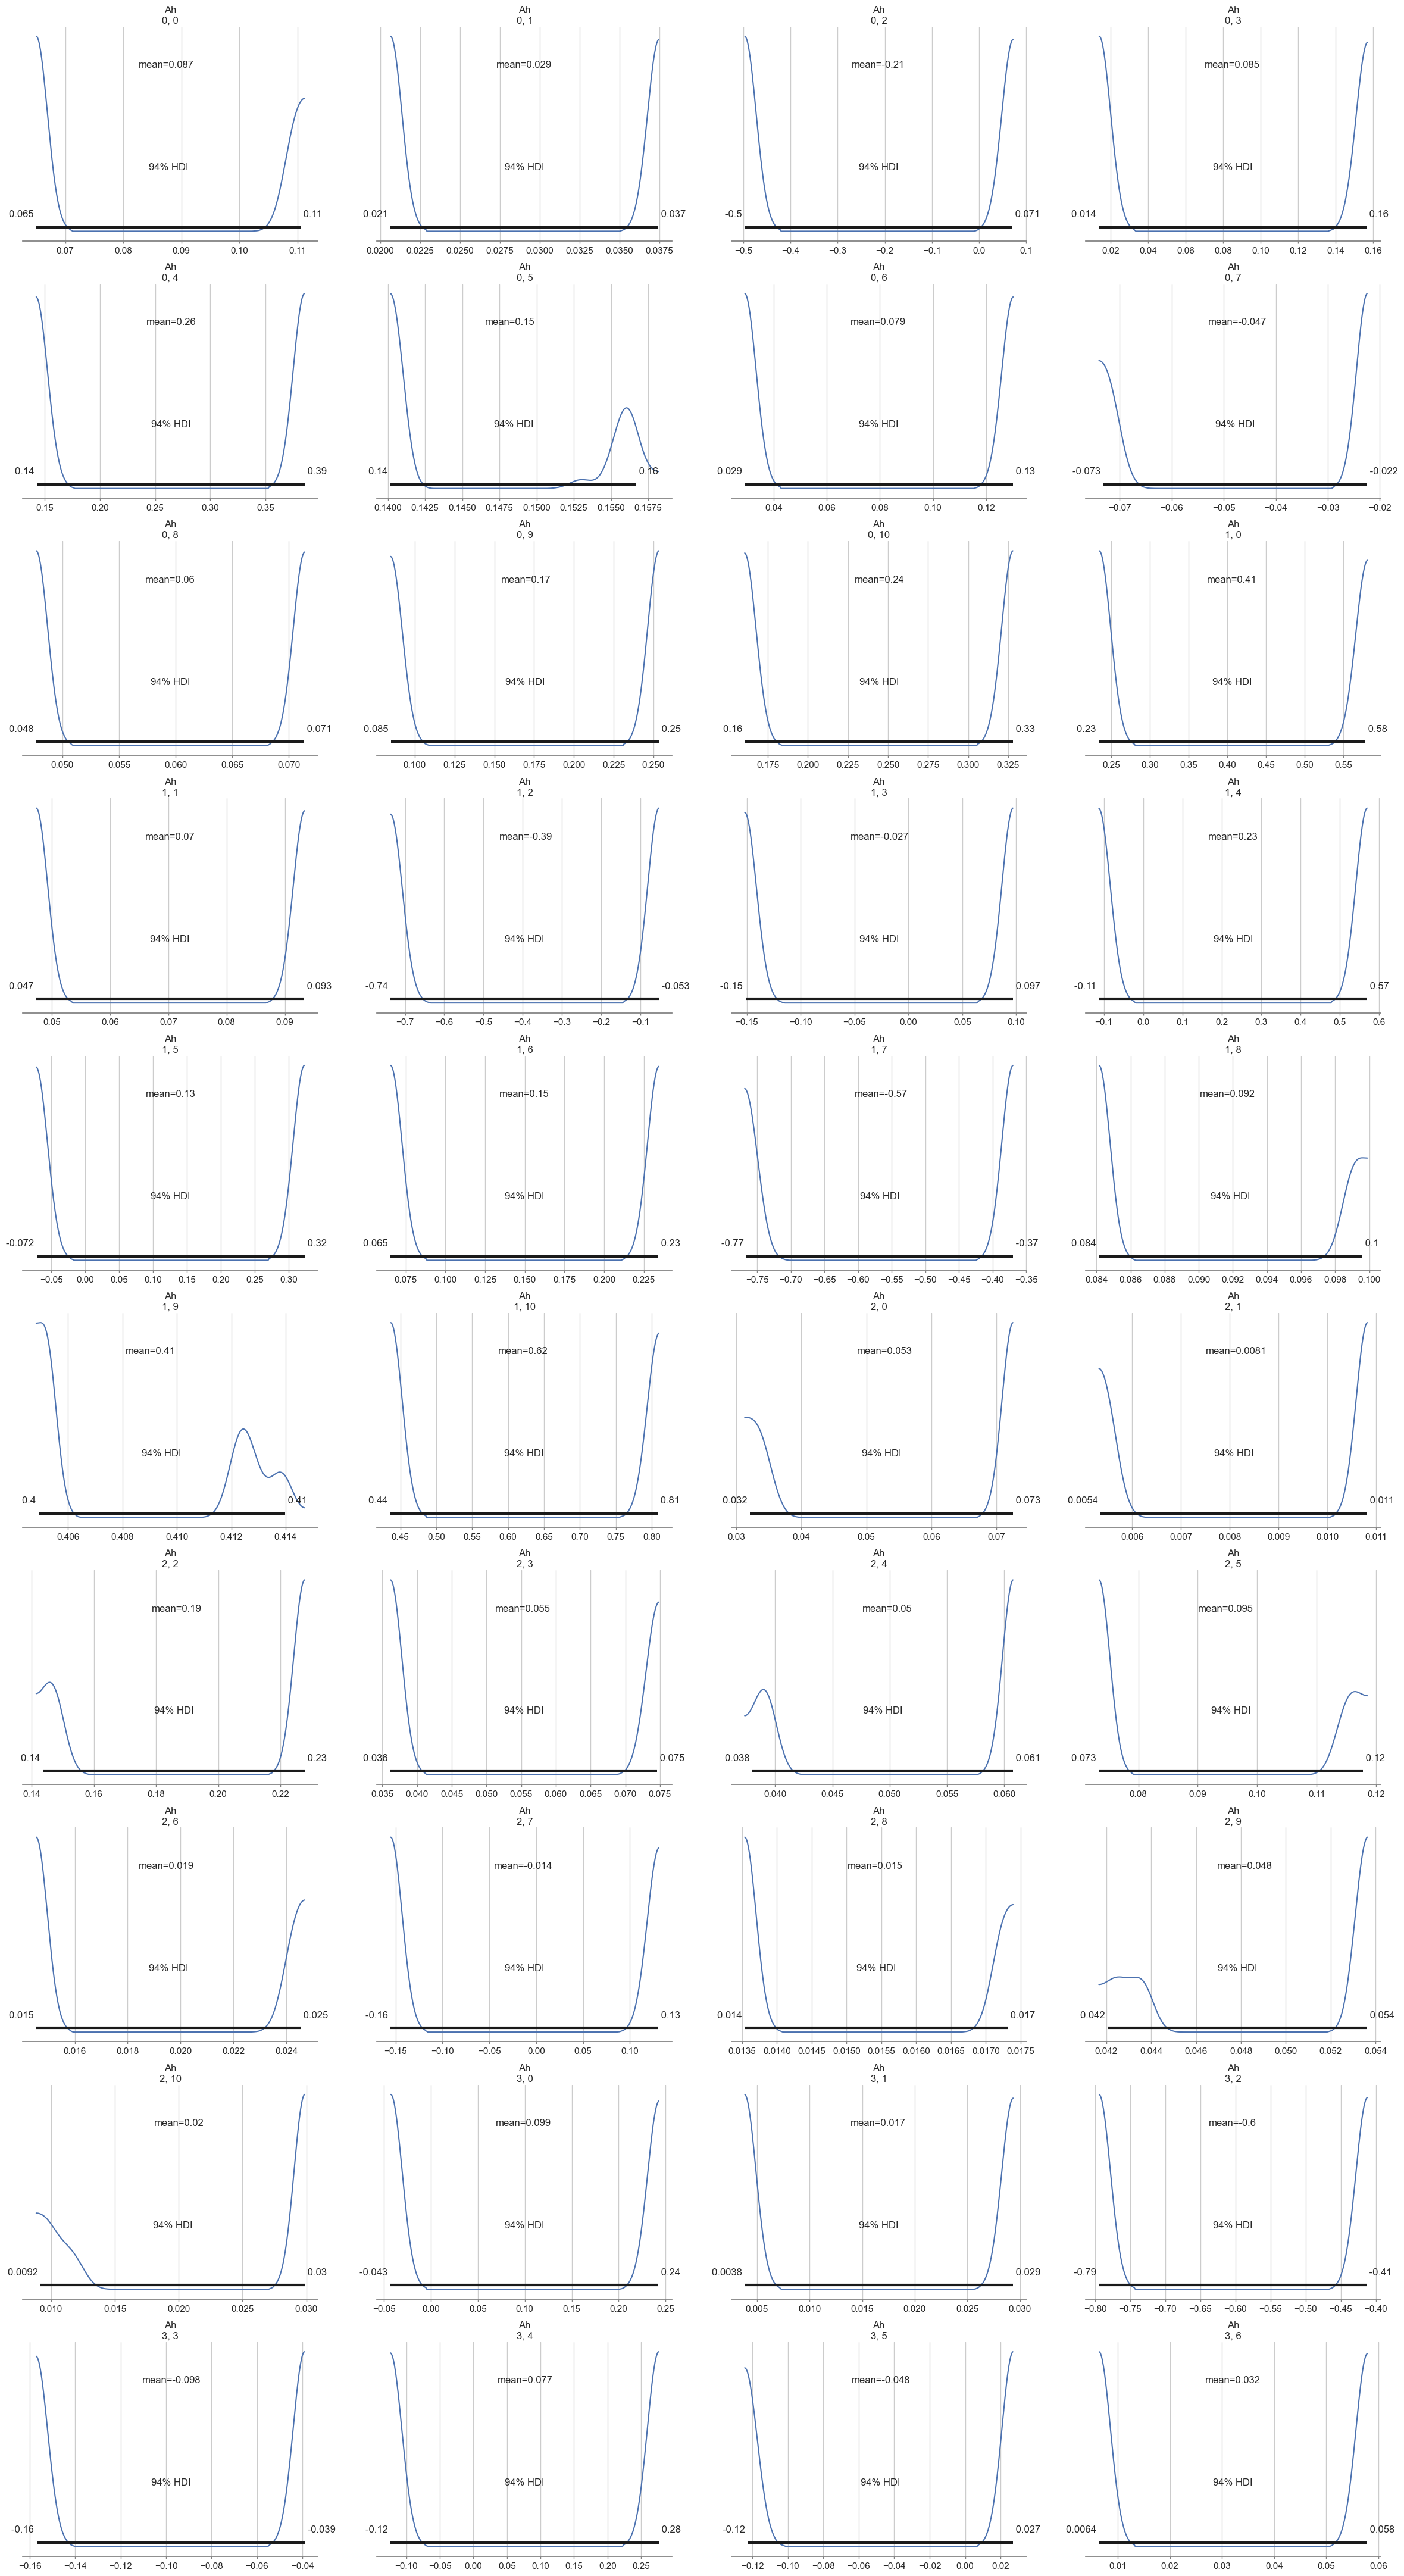 Ah Ah Ah Ah
0, 0 0, 1 0, 2 0, 3
mean=0.087 mean=0.029 mean=-0.21 mean=0.085
94% HDI 94% HDI 94% HDI 94% HDI
0.065 0.11 0.021 0.037 -0.5 0.071 0.014 0.16
0.07 0.08 0.09 0.10 0.11 0.0200 0.0225 0.0250 0.0275 0.0300 0.0325 0.0350 0.0375 −0.5 −0.4 −0.3 −0.2 −0.1 0.0 0.1 0.02 0.04 0.06 0.08 0.10 0.12 0.14 0.16
Ah Ah Ah Ah
0, 4 0, 5 0, 6 0, 7
mean=0.26 mean=0.15 mean=0.079 mean=-0.047
94% HDI 94% HDI 94% HDI 94% HDI
0.14 0.39 0.14 0.16 0.029 0.13 -0.073 -0.022
0.15 0.20 0.25 0.30 0.35 0.1400 0.1425 0.1450 0.1475 0.1500 0.1525 0.1550 0.1575 0.04 0.06 0.08 0.10 0.12 −0.07 −0.06 −0.05 −0.04 −0.03 −0.02
Ah Ah Ah Ah
0, 8 0, 9 0, 10 1, 0
mean=0.06 mean=0.17 mean=0.24 mean=0.41
94% HDI 94% HDI 94% HDI 94% HDI
0.048 0.071 0.085 0.25 0.16 0.33 0.23 0.58
0.050 0.055 0.060 0.065 0.070 0.100 0.125 0.150 0.175 0.200 0.225 0.250 0.175 0.200 0.225 0.250 0.275 0.300 0.325 0.25 0.30 0.35 0.40 0.45 0.50 0.55
Ah Ah Ah Ah
1, 1 1, 2 1, 3 1, 4
mean=0.07 mean=-0.39 mean=-0.027 mean=0.23
94% HDI 94% HDI 94% HDI 94% HDI
0.047 0.093 -0.74 -0.053 -0.15 0.097 -0.11 0.57
0.05 0.06 0.07 0.08 0.09 −0.7 −0.6 −0.5 −0.4 −0.3 −0.2 −0.1 −0.15 −0.10 −0.05 0.00 0.05 0.10 −0.1 0.0 0.1 0.2 0.3 0.4 0.5 0.6
Ah Ah Ah Ah
1, 5 1, 6 1, 7 1, 8
mean=0.13 mean=0.15 mean=-0.57 mean=0.092
94% HDI 94% HDI 94% HDI 94% HDI
-0.072 0.32 0.065 0.23 -0.77 -0.37 0.084 0.1
−0.05 0.00 0.05 0.10 0.15 0.20 0.25 0.30 0.075 0.100 0.125 0.150 0.175 0.200 0.225 −0.75 −0.70 −0.65 −0.60 −0.55 −0.50 −0.45 −0.40 −0.35 0.084 0.086 0.088 0.090 0.092 0.094 0.096 0.098 0.100
Ah Ah Ah Ah
1, 9 1, 10 2, 0 2, 1
mean=0.41 mean=0.62 mean=0.053 mean=0.0081
94% HDI 94% HDI 94% HDI 94% HDI
0.4 0.41 0.44 0.81 0.032 0.073 0.0054 0.011
0.406 0.408 0.410 0.412 0.414 0.45 0.50 0.55 0.60 0.65 0.70 0.75 0.80 0.03 0.04 0.05 0.06 0.07 0.006 0.007 0.008 0.009 0.010 0.011
Ah Ah Ah Ah
2, 2 2, 3 2, 4 2, 5
mean=0.19 mean=0.055 mean=0.05 mean=0.095
94% HDI 94% HDI 94% HDI 94% HDI
0.14 0.23 0.036 0.075 0.038 0.061 0.073 0.12
0.14 0.16 0.18 0.20 0.22 0.035 0.040 0.045 0.050 0.055 0.060 0.065 0.070 0.075 0.040 0.045 0.050 0.055 0.060 0.08 0.09 0.10 0.11 0.12
Ah Ah Ah Ah
2, 6 2, 7 2, 8 2, 9
mean=0.019 mean=-0.014 mean=0.015 mean=0.048
94% HDI 94% HDI 94% HDI 94% HDI
0.015 0.025 -0.16 0.13 0.014 0.017 0.042 0.054
0.016 0.018 0.020 0.022 0.024 −0.15 −0.10 −0.05 0.00 0.05 0.10 0.0135 0.0140 0.0145 0.0150 0.0155 0.0160 0.0165 0.0170 0.0175 0.042 0.044 0.046 0.048 0.050 0.052 0.054
Ah Ah Ah Ah
2, 10 3, 0 3, 1 3, 2
mean=0.02 mean=0.099 mean=0.017 mean=-0.6
94% HDI 94% HDI 94% HDI 94% HDI
0.0092 0.03 -0.043 0.24 0.0038 0.029 -0.79 -0.41
0.010 0.015 0.020 0.025 0.030 −0.05 0.00 0.05 0.10 0.15 0.20 0.25 0.005 0.010 0.015 0.020 0.025 0.030 −0.80 −0.75 −0.70 −0.65 −0.60 −0.55 −0.50 −0.45 −0.40
Ah Ah Ah Ah
3, 3 3, 4 3, 5 3, 6
mean=-0.098 mean=0.077 mean=-0.048 mean=0.032
94% HDI 94% HDI 94% HDI 94% HDI
-0.16 -0.039 -0.12 0.28 -0.12 0.027 0.0064 0.058
−0.16 −0.14 −0.12 −0.10 −0.08 −0.06 −0.04 −0.10 −0.05 0.00 0.05 0.10 0.15 0.20 0.25 −0.12 −0.10 −0.08 −0.06 −0.04 −0.02 0.00 0.02 0.01 0.02 0.03 0.04 0.05 0.06